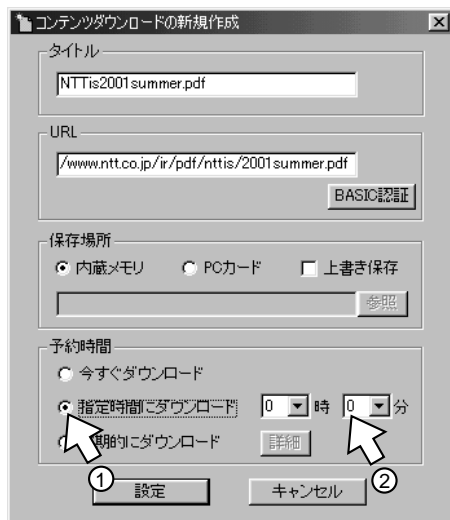 コンテンツダウンロードの新規作成
タイトル
NTTis2001summer.pdf
URL
/www.ntt.co.jp/ir/pdf/nttis/2001summer.pdf
BASIC認証
保存場所
内蔵メモリ PCカード 上書き保存
参照
予約時間
今すぐダウンロード
指定時間にダウンロード 0 時 0 分
期的にダウンロード 詳細
① ②
設定 キャンセル